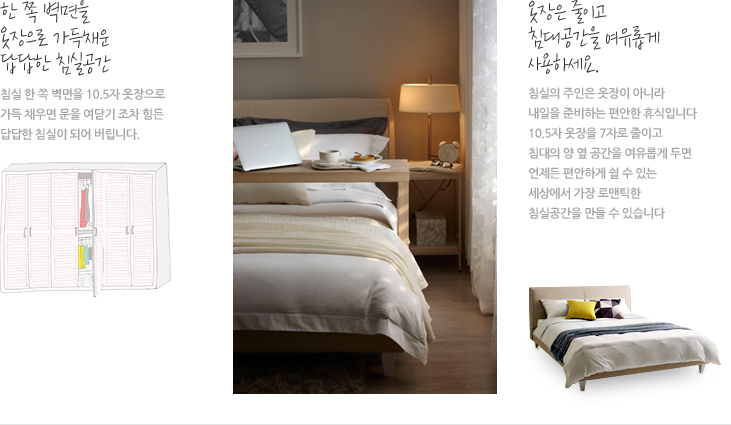 한 쪽 벽면을
옷장으로 가득채운
답답한 침실공간
침실 한 쪽 벽면을 10.5자 옷장으로
가득 채우면 문을 여닫기 조차 힘든
답답한 침실이 되어 버립니다.
옷장은 줄이고
침대공간을 여유롭게
사용하세요.
침실의 주인은 옷장이 아니라
내일을 준비하는 편안한 휴식입니다
10.5자 옷장을 7자로 줄이고
침대의 양 옆 공간을 여유롭게 두면
언제든 편안하게 쉴 수 있는
세상에서 가장 로맨틱한
침실공간을 만들 수 있습니다